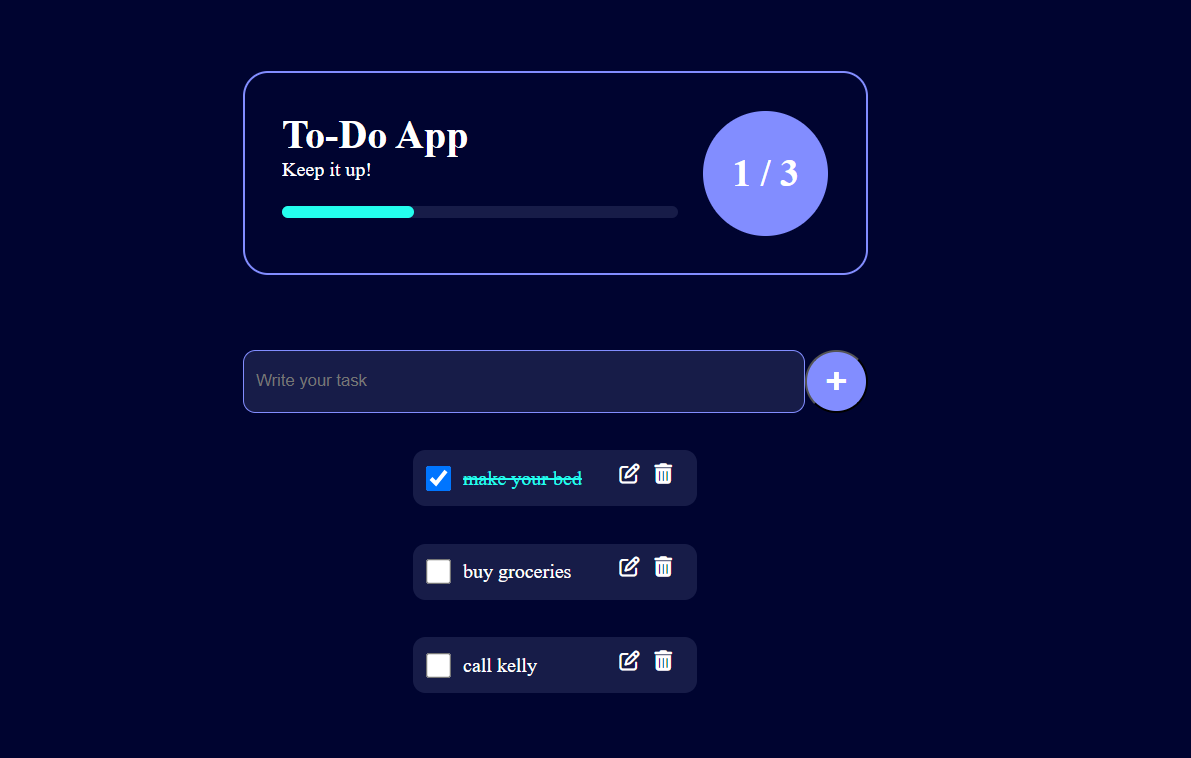 To-Do App
Keep it up!
1 / 3
Write your task
+
make your bed
buy groceries
call kelly